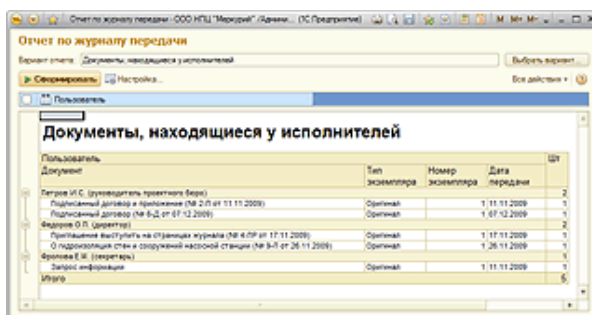 Отчет по журналу передачи - ООО НПЦ "Меркурий" /Админи... (1С:Предприятие) M M+ M-
Отчет по журналу передачи
Вариант отчета: Документы, находящиеся у исполнителей Выбрать вариант...
Сформировать Настройка... Все действия
Пользователь
Документы, находящиеся у исполнителей
Пользователь Шт
Документ Тип экземпляра Номер экземпляра Дата передачи
Петров И.С. (руководитель проектного бюро) 2
Подписанный договор и приложение (№ 2-П от 11.11.2009) Оригинал 1 11.11.2009 1
Подписанный договор (№ 6-Д от 07.12.2009) Оригинал 1 07.12.2009 1
Федоров О.П. (директор) 2
Приглашение выступить на страницах журнала (№ 4-ПР от 17.11.2009) Оригинал 1 17.11.2009 1
О гидроизоляции стен и сооружений насосной станции (№ 9-П от 26.11.2009) Оригинал 1 26.11.2009 1
Фролова Е.М. (секретарь) 1
Запрос информации Оригинал 1 11.11.2009 1
Итого 5